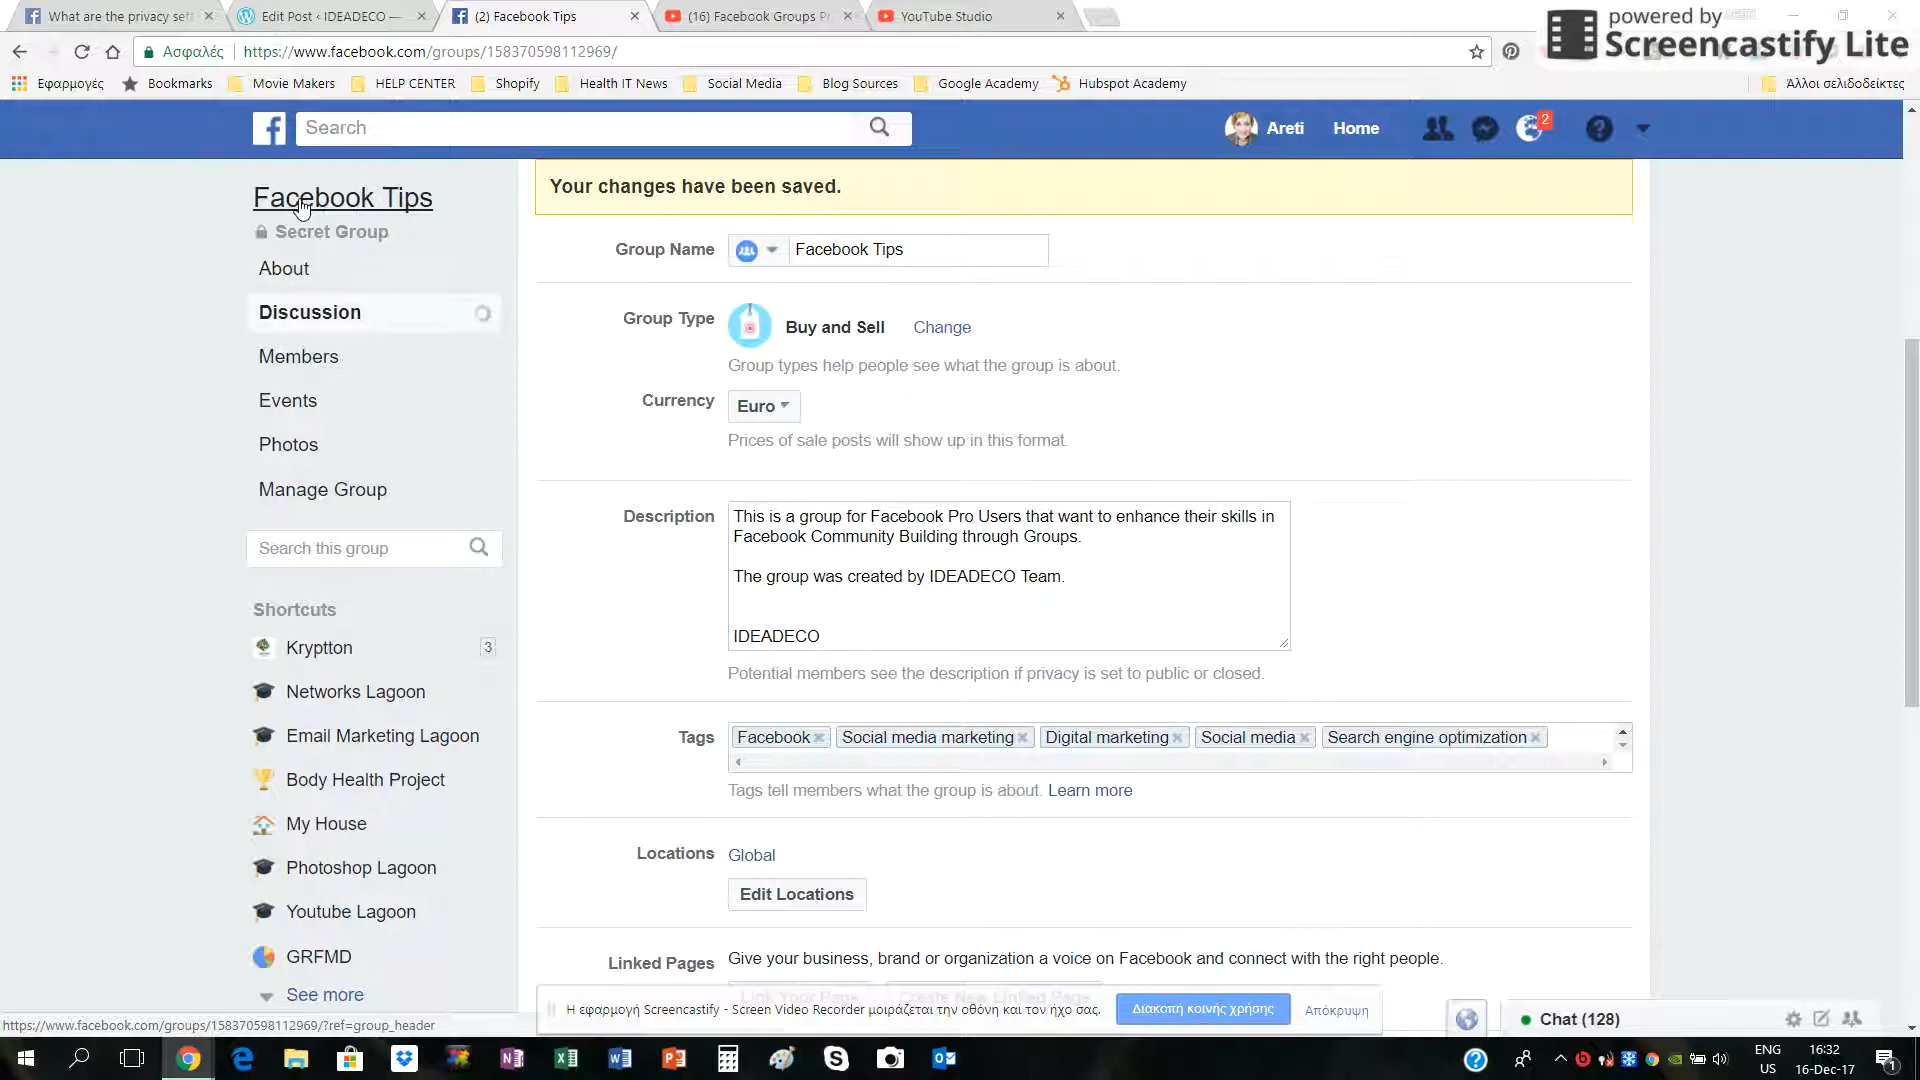 What are the privacy set
Edit Post ‹ IDEADECO —
(2) Facebook Tips
(16) Facebook Groups Pr
YouTube Studio
powered by
Screencastify Lite
Ασφαλές
https://www.facebook.com/groups/158370598112969/
Εφαρμογές
Bookmarks
Movie Makers
HELP CENTER
Shopify
Health IT News
Social Media
Blog Sources
Google Academy
Hubspot Academy
Άλλοι σελιδοδείκτες
Search
Areti
Home
2
Facebook Tips
Secret Group
About
Discussion
Members
Events
Photos
Manage Group
Search this group
Shortcuts
Kryptton
3
Networks Lagoon
Email Marketing Lagoon
Body Health Project
My House
Photoshop Lagoon
Youtube Lagoon
GRFMD
See more
Your changes have been saved.
Group Name
Facebook Tips
Group Type
Buy and Sell
Change
Group types help people see what the group is about.
Currency
Euro
Prices of sale posts will show up in this format.
Description
This is a group for Facebook Pro Users that want to enhance their skills in
Facebook Community Building through Groups.
The group was created by IDEADECO Team.
IDEADECO
Potential members see the description if privacy is set to public or closed.
Tags
Facebook
Social media marketing
Digital marketing
Social media
Search engine optimization
Tags tell members what the group is about. Learn more
Locations
Global
Edit Locations
Linked Pages
Give your business, brand or organization a voice on Facebook and connect with the right people.
Link Your Page
Create New Linked Page
Η εφαρμογή Screencastify - Screen Video Recorder μοιράζεται την οθόνη και τον ήχο σας.
Διακοπή κοινής χρήσης
Απόκρυψη
Chat (128)
https://www.facebook.com/groups/158370598112969/?ref=group_header
ENG
US
16:32
16-Dec-17
1